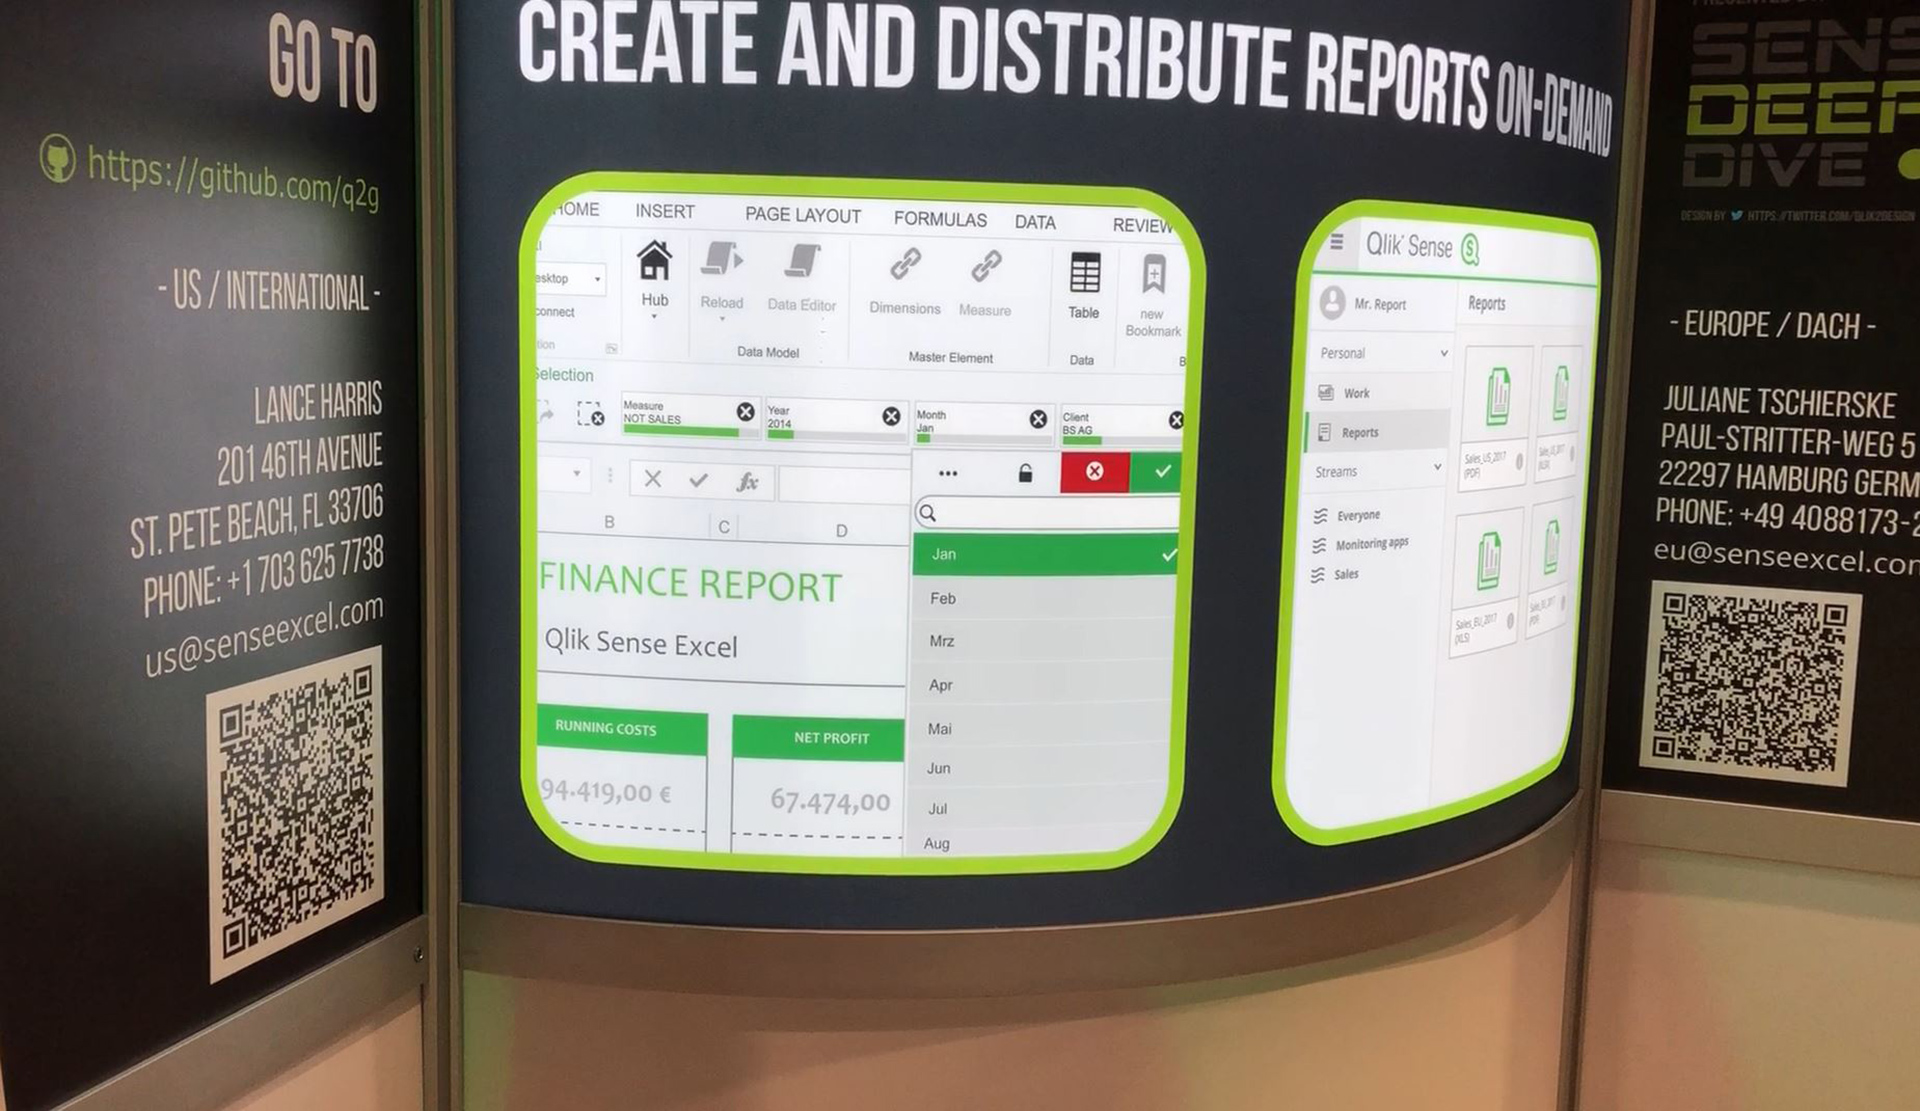 GO TO
https://github.com/q2g
- US / INTERNATIONAL -
LANCE HARRIS
201 46TH AVENUE
ST. PETE BEACH, FL 33706
PHONE: +1 703 625 7738
us@senseexcel.com
CREATE AND DISTRIBUTE REPORTS ON-DEMAND
HOME INSERT PAGE LAYOUT FORMULAS DATA REVIEW
esktop
Hub Reload Data Editor Dimensions Measure Table new
Bookmark
onnect
tion Data Model Master Element Data B
Selection
Measure
NOT SALES
Year
2014
Month
Jan
Client
BS AG
fx
B C D
FINANCE REPORT
Qlik Sense Excel
RUNNING COSTS NET PROFIT
94.419,00 € 67.474,00
Jan
Feb
Mrz
Apr
Mai
Jun
Jul
Aug
Qlik Sense
Mr. Report
Personal
Work
Reports
Streams
Everyone
Monitoring apps
Sales
Reports
Sales_US_2017
(PDF)
Sales_US_2017
(XLS)
Sales_EU_2017
(XLS)
Sales_EU_2017
(PDF)
SENS
DEEP
DIVE
DESIGN BY HTTPS://TWITTER.COM/QLIK2DESIGN
- EUROPE / DACH -
JULIANE TSCHIERSKE
PAUL-STRITTER-WEG 5
22297 HAMBURG GERM
PHONE: +49 4088173-2
eu@senseexcel.com